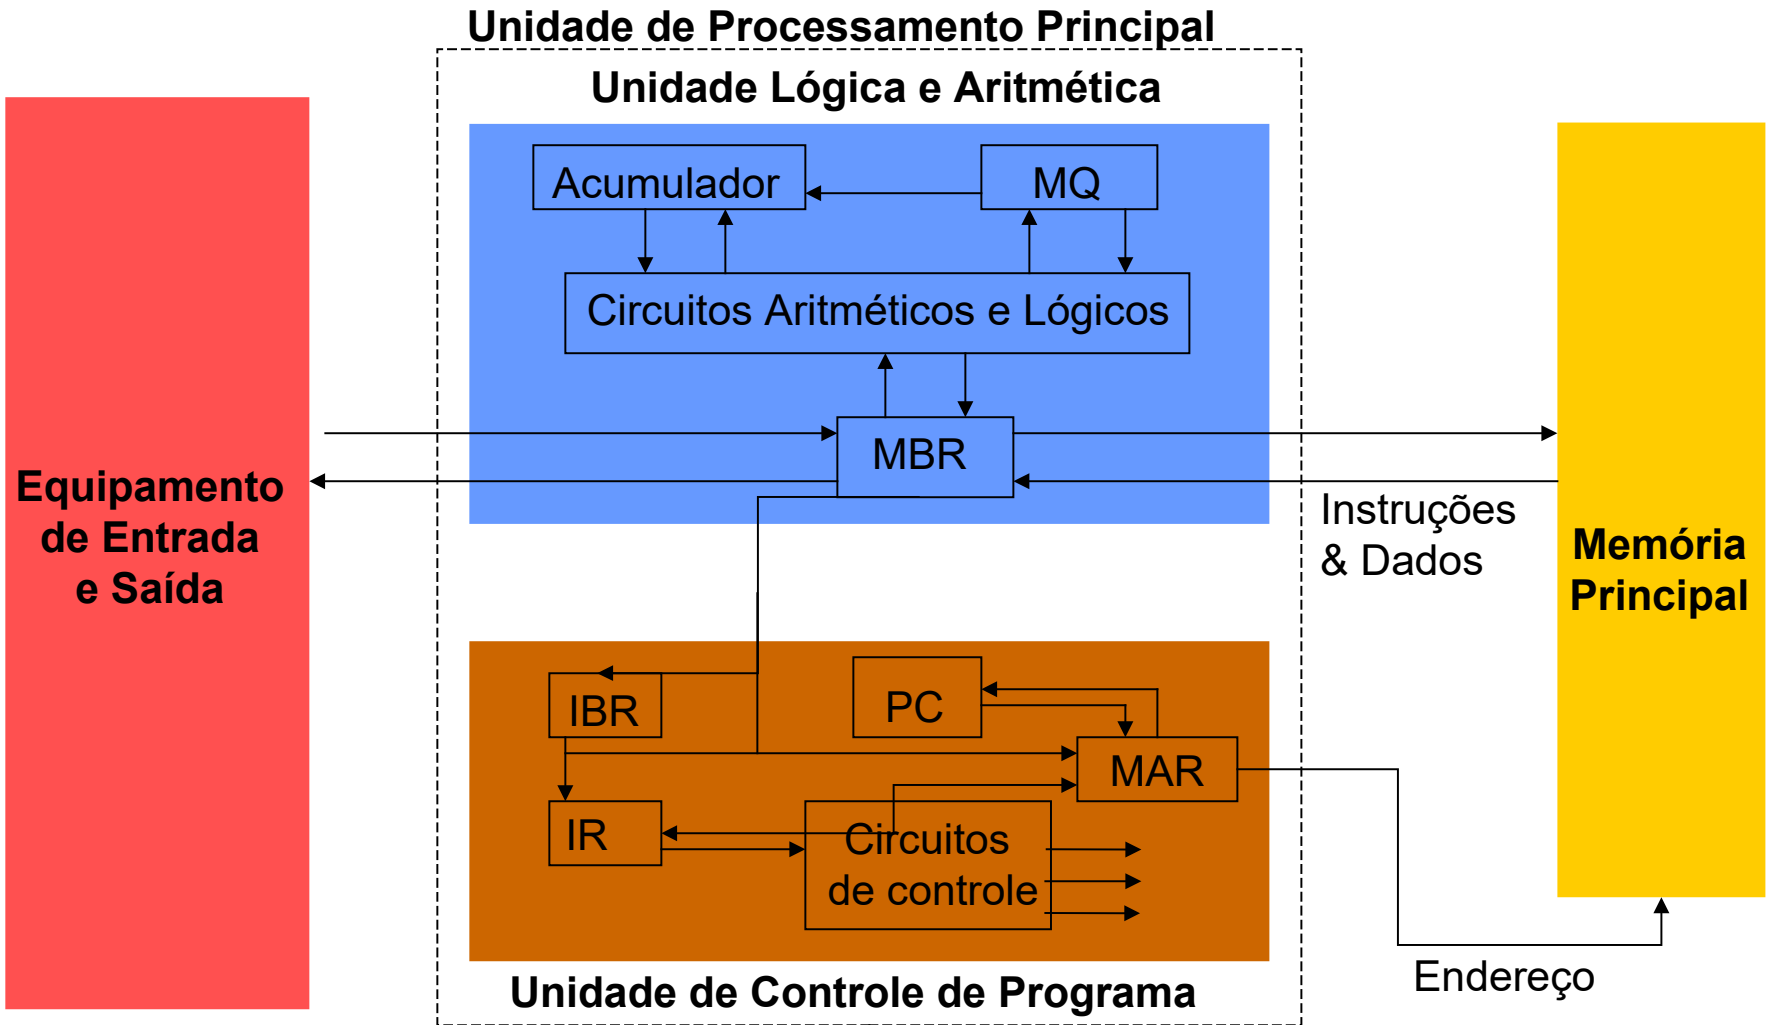 Unidade de Processamento Principal
Unidade Lógica e Aritmética
Acumulador
MQ
Circuitos Aritméticos e Lógicos
MBR
Equipamento
de Entrada
e Saída
Instruções
& Dados
Memória
Principal
IBR
PC
MAR
IR
Circuitos
de controle
Unidade de Controle de Programa
Endereço